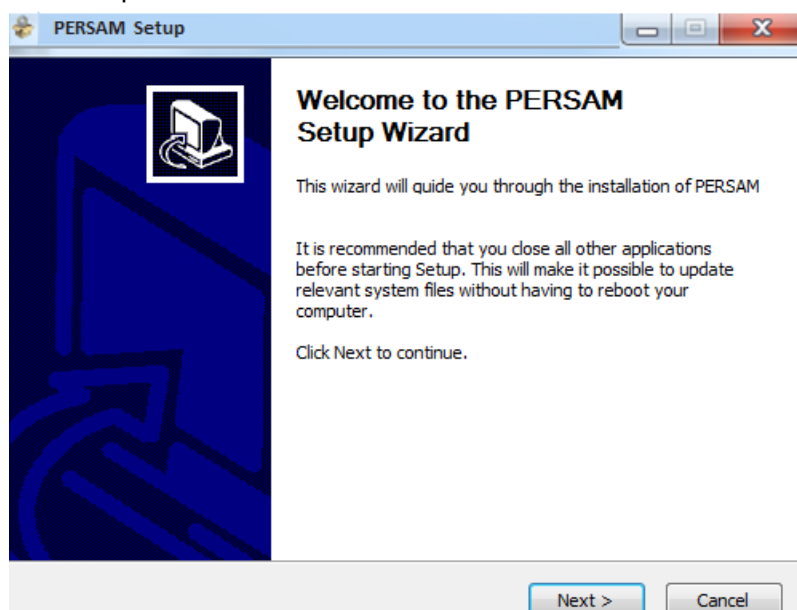 PERSAM Setup
Welcome to the PERSAM
Setup Wizard
This wizard will guide you through the installation of PERSAM
It is recommended that you close all other applications
before starting Setup. This will make it possible to update
relevant system files without having to reboot your
computer.
Click Next to continue.
Next >
Cancel